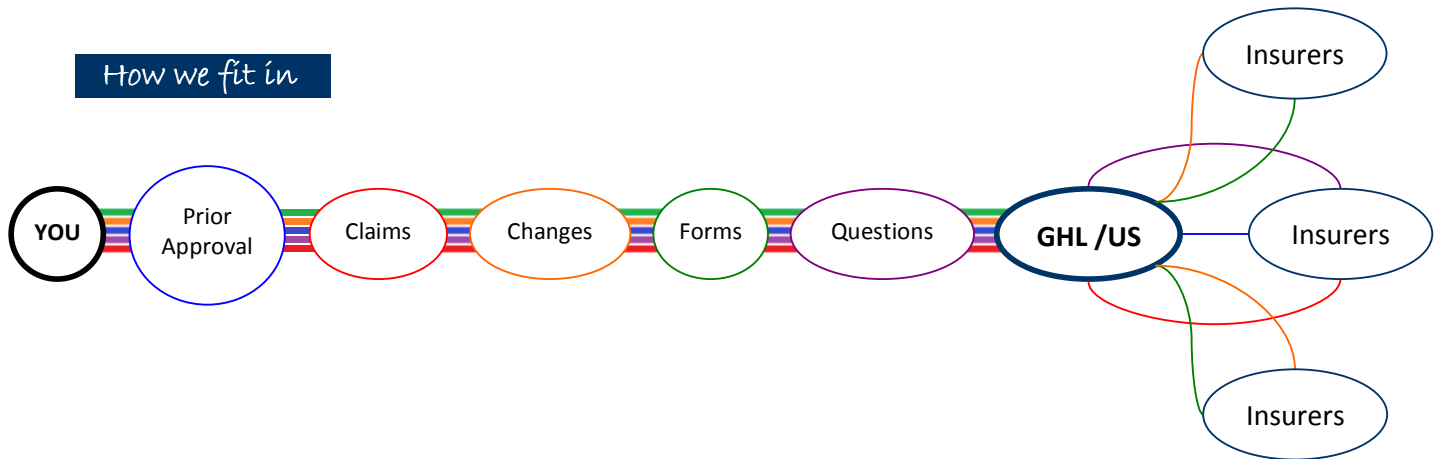 How we fit in
Insurers
YOU
Prior
Approval
Claims
Changes
Forms
Questions
GHL /US
Insurers
Insurers